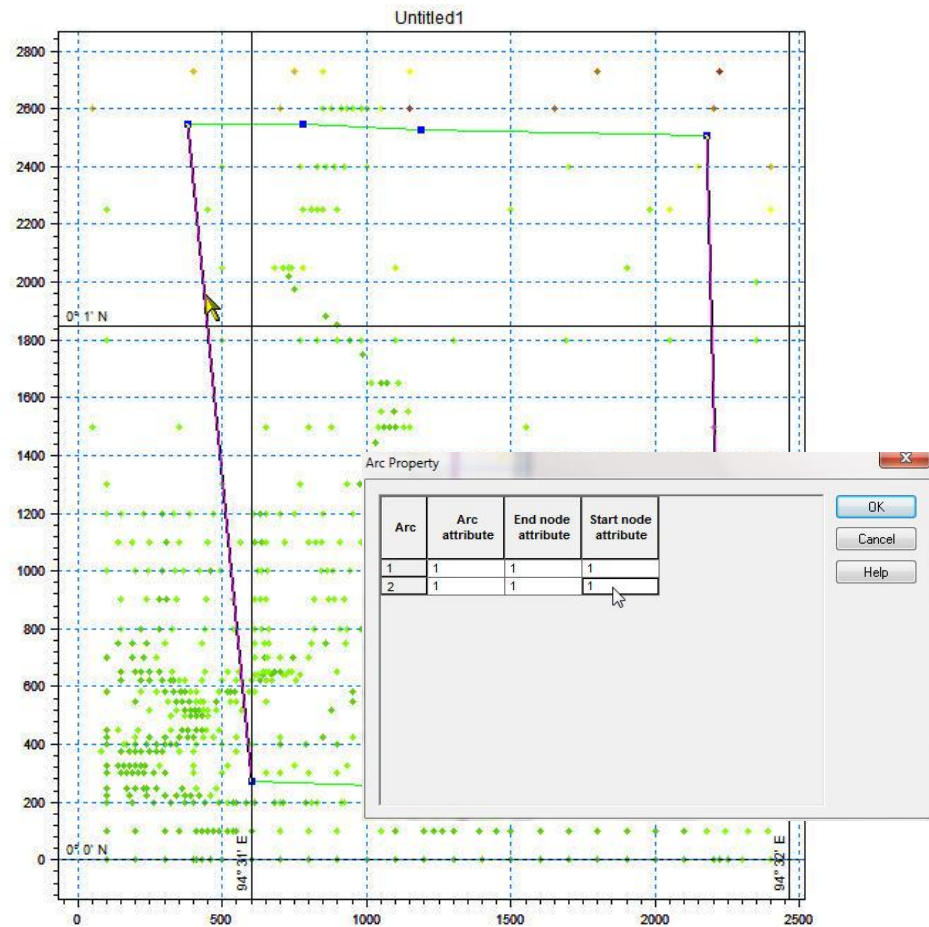 Untitled1
2800
2600
2400
2200
2000
0° 1' N
1800
1600
1400
1200
1000
800
600
400
200
0° 0' N
0
94° 31' E
94° 32' E
0
500
1000
1500
2000
2500
Arc Property
Arc
Arc attribute
End node attribute
Start node attribute
1 1 1 1
2 1 1 1
OK
Cancel
Help